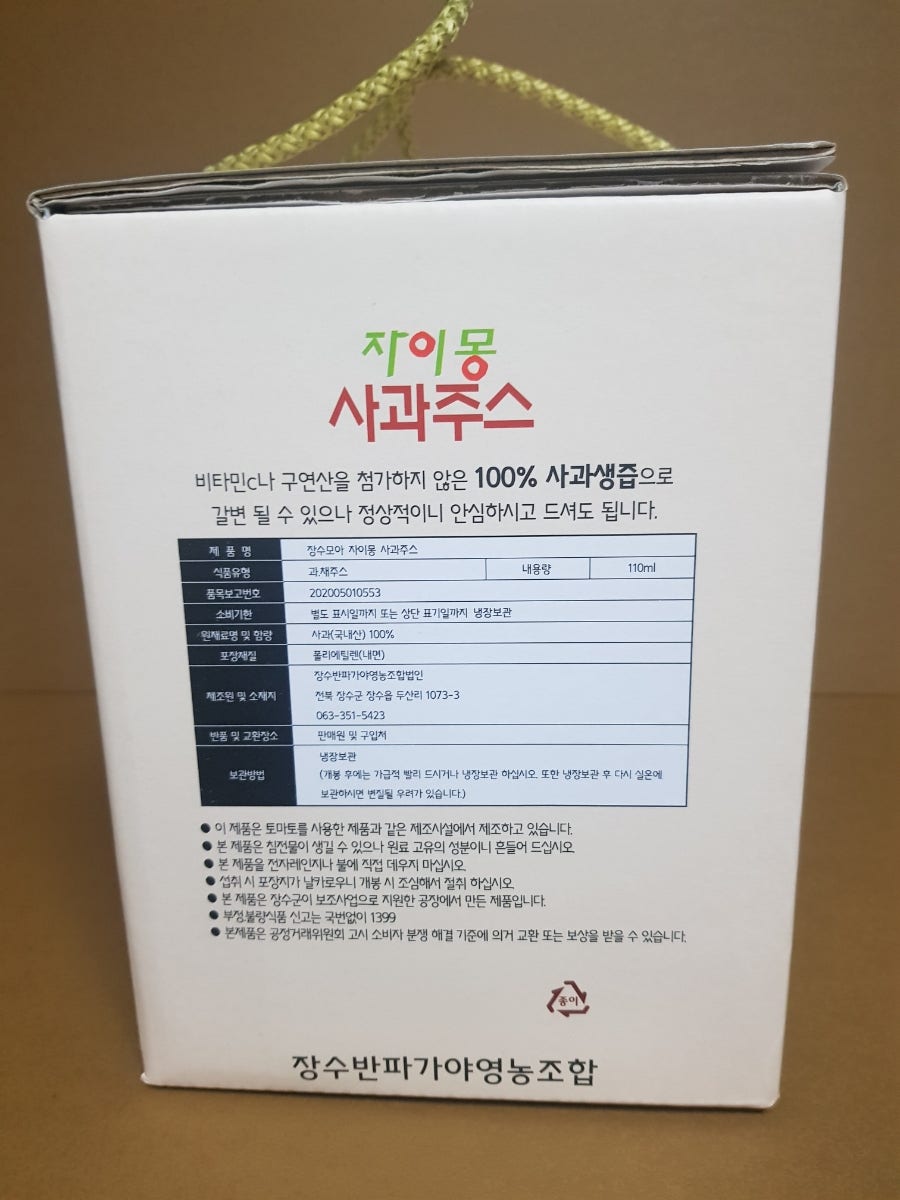 자이몽
사과주스
비타민C나 구연산을 첨가하지 않은 100% 사과생즙으로
갈변 될 수 있으나 정상적이니 안심하시고 드셔도 됩니다.
제 품 명 장수모아 자이몽 사과주스
식품유형 과.채주스 내용량 110ml
품목보고번호 202005010553
소비기한 별도 표시일까지 또는 상단 표기일까지 냉장보관
원재료명 및 함량 사과(국내산) 100%
포장재질 폴리에틸렌(내면)
장수반파가야영농조합법인
제조원 및 소재지 전북 장수군 장수읍 두산리 1073-3
063-351-5423
반품 및 교환장소 판매원 및 구입처
냉장보관
보관방법 (개봉 후에는 가급적 빨리 드시거나 냉장보관 하십시오. 또한 냉장보관 후 다시 실온에
보관하시면 변질될 우려가 있습니다.)
● 이 제품은 토마토를 사용한 제품과 같은 제조시설에서 제조하고 있습니다.
● 본 제품은 침전물이 생길 수 있으나 원료 고유의 성분이니 흔들어 드십시오.
● 본 제품을 전자레인지나 불에 직접 데우지 마십시오.
● 섭취 시 포장지가 날카로우니 개봉 시 조심해서 절취 하십시오.
● 본 제품은 장수군이 보조사업으로 지원한 공장에서 만든 제품입니다.
● 부정.불량식품 신고는 국번없이 1399
● 본제품은 공정거래위원회 고시 소비자 분쟁 해결 기준에 의거 교환 또는 보상을 받을 수 있습니다.
종이
장수반파가야영농조합